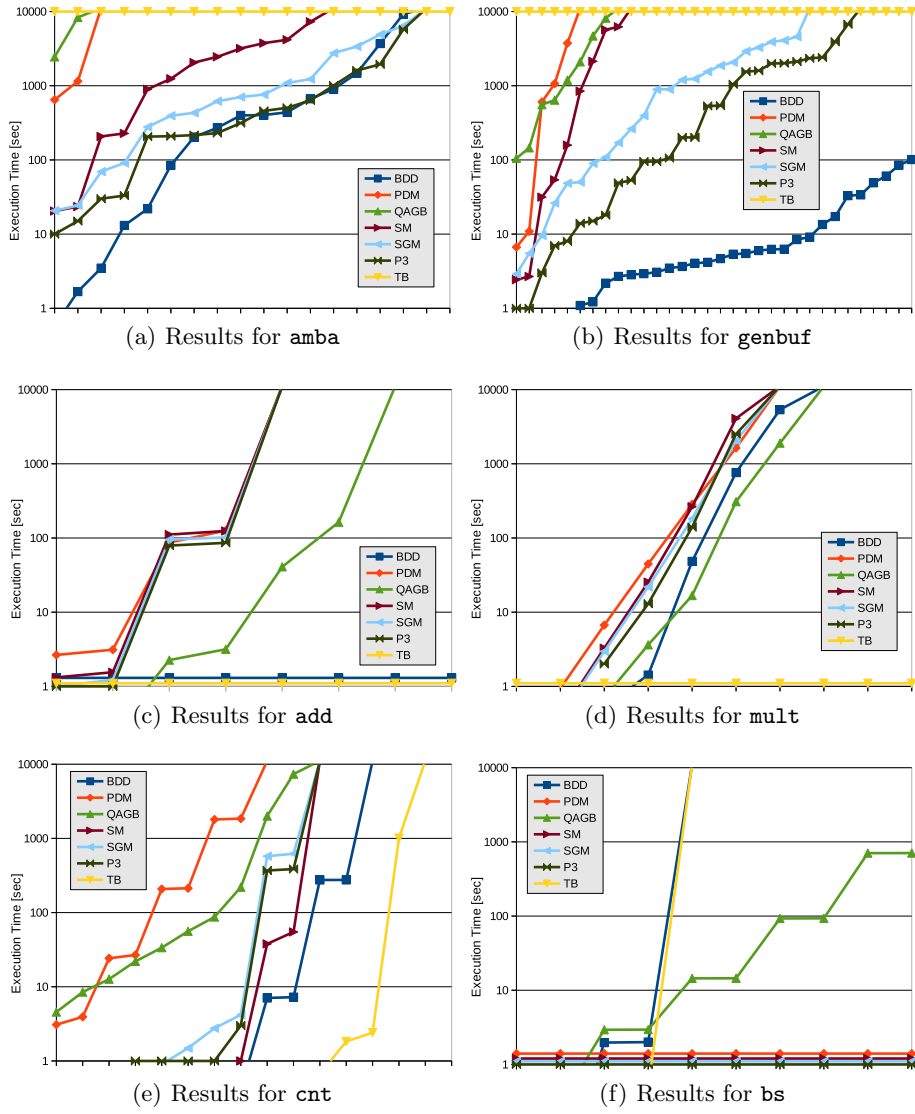 10000
1000
100
10
1
Execution Time [sec]
BDD
PDM
QAGB
SM
SGM
P3
TB
(a) Results for amba
10000
1000
100
10
1
Execution Time [sec]
BDD
PDM
QAGB
SM
SGM
P3
TB
(b) Results for genbuf
10000
1000
100
10
1
Execution Time [sec]
BDD
PDM
QAGB
SM
SGM
P3
TB
(c) Results for add
10000
1000
100
10
1
Execution Time [sec]
BDD
PDM
QAGB
SM
SGM
P3
TB
(d) Results for mult
10000
1000
100
10
1
Execution Time [sec]
BDD
PDM
QAGB
SM
SGM
P3
TB
(e) Results for cnt
10000
1000
100
10
1
Execution Time [sec]
BDD
PDM
QAGB
SM
SGM
P3
TB
(f) Results for bs